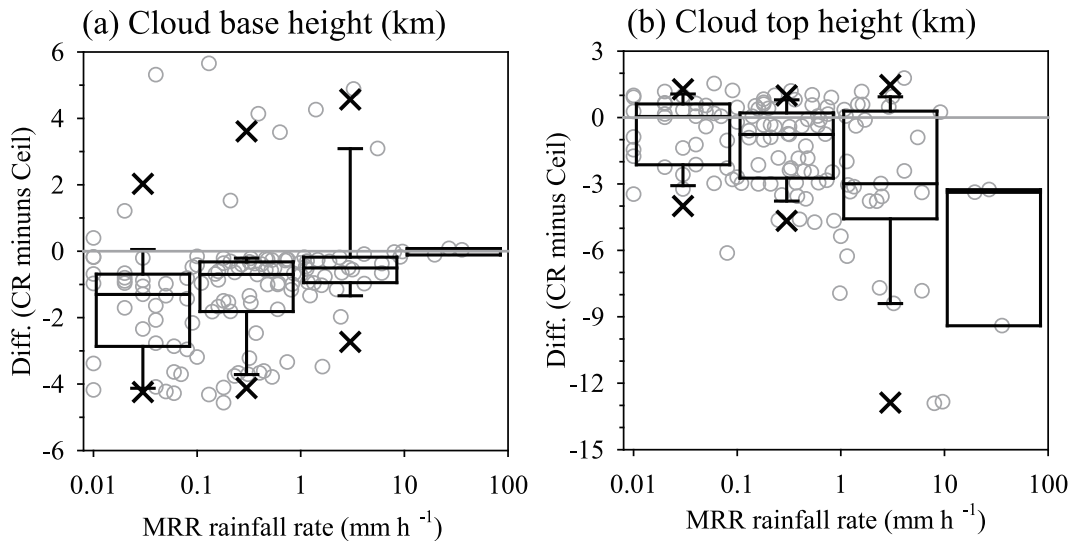 (a) Cloud base height (km)
6
4
2
0
-2
-4
-6
Diff. (CR minuns Ceil)
0.01 0.1 1 10 100
MRR rainfall rate (mm h -1)
(b) Cloud top height (km)
3
0
-3
-6
-9
-12
-15
Diff. (CR minus Ceil)
0.01 0.1 1 10 100
MRR rainfall rate (mm h -1)